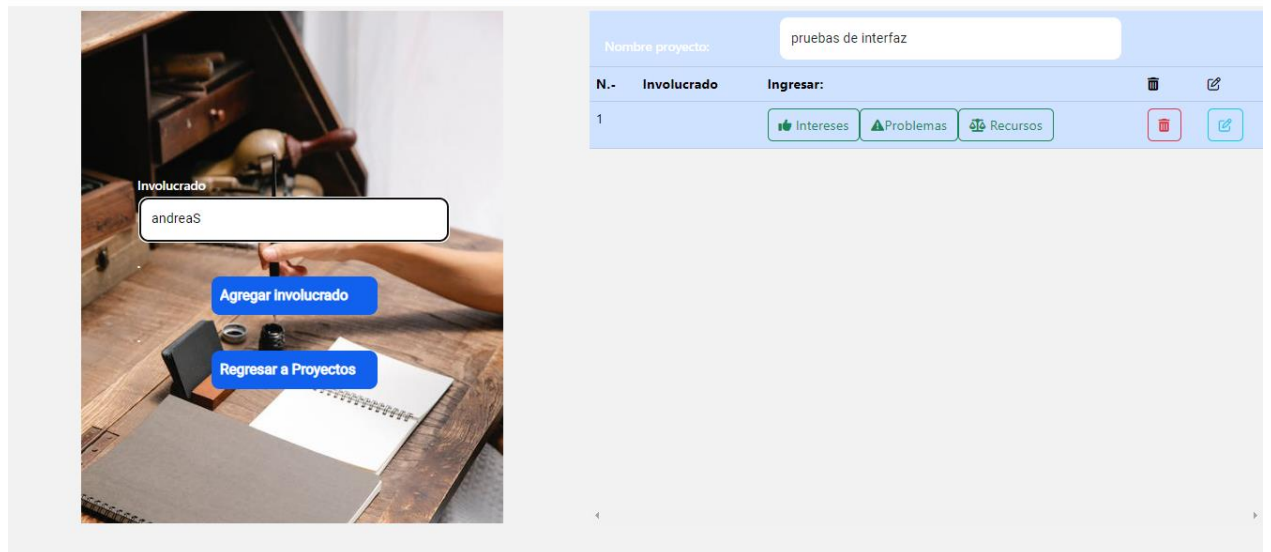 Involucrado
andreaS
Agregar Involucrado
Regresar a Proyectos
Nombre proyecto: pruebas de interfaz
N.- Involucrado Ingresar:
1 Intereses Problemas Recursos